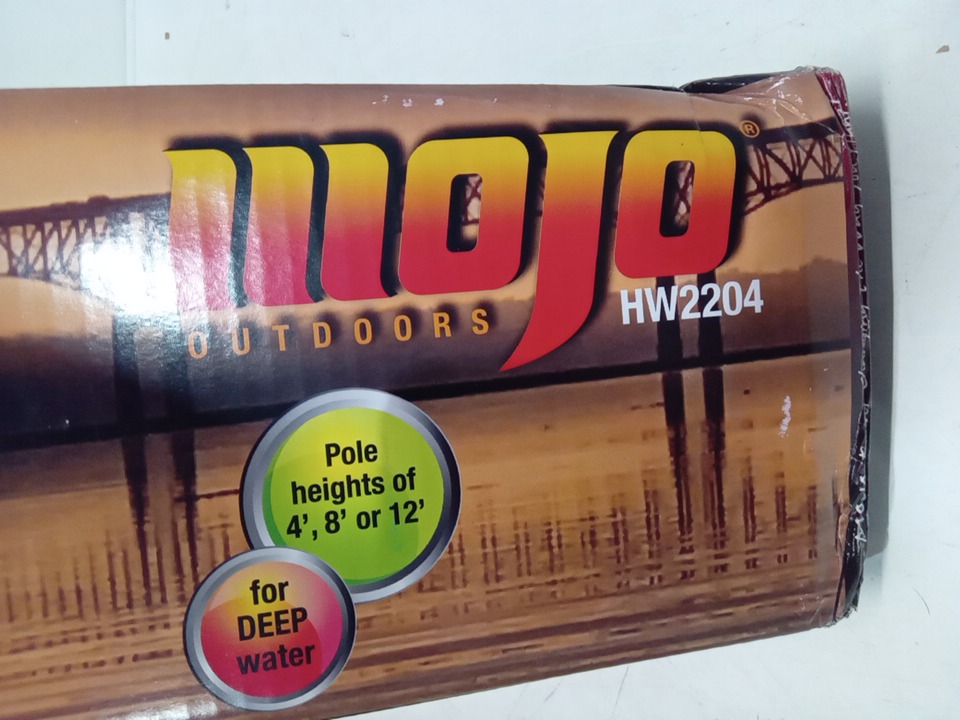 mojo®
OUTDOORS
HW2204
Pole
heights of
4’, 8’ or 12’
for
DEEP
water